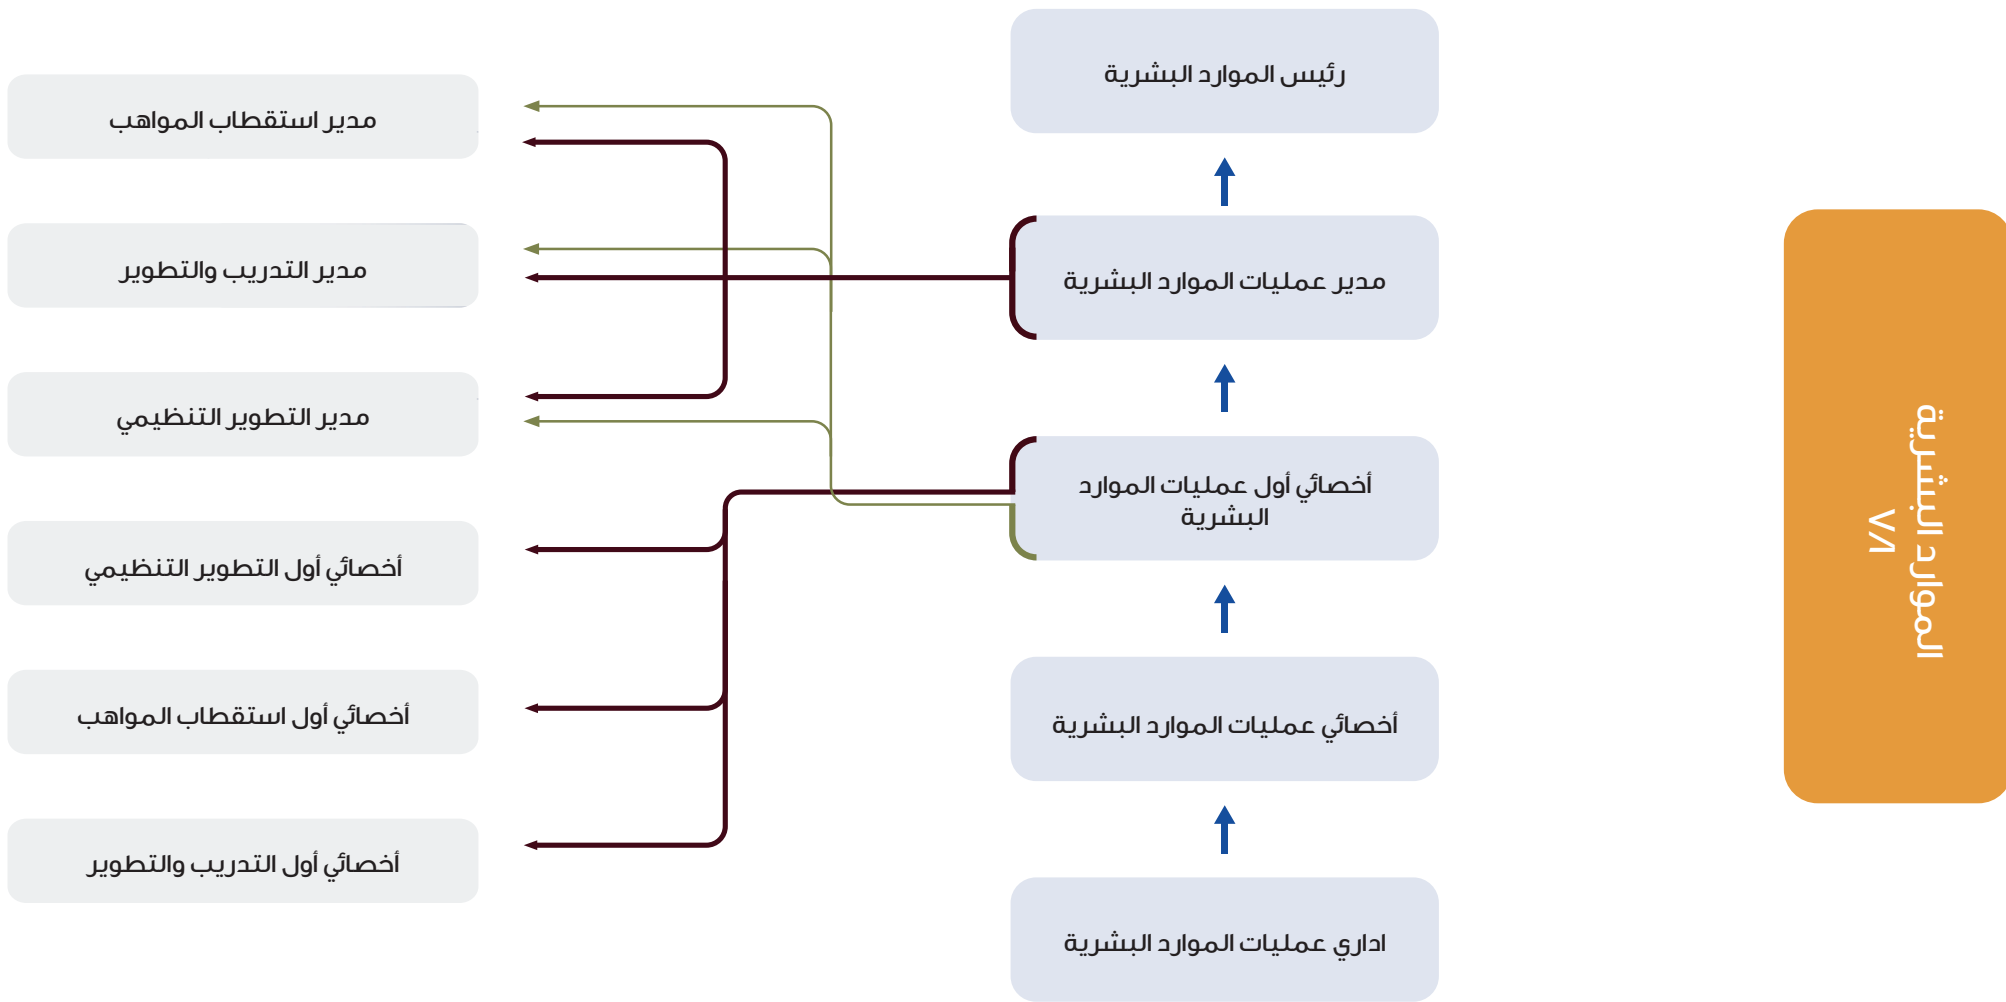 الموارد البشرية
٧/١
رئيس الموارد البشرية
مدير عمليات الموارد البشرية
أخصائي أول عمليات الموارد
البشرية
أخصائي عمليات الموارد البشرية
اداري عمليات الموارد البشرية
مدير استقطاب المواهب
مدير التدريب والتطوير
مدير التطوير التنظيمي
أخصائي أول التطوير التنظيمي
أخصائي أول استقطاب المواهب
أخصائي أول التدريب والتطوير